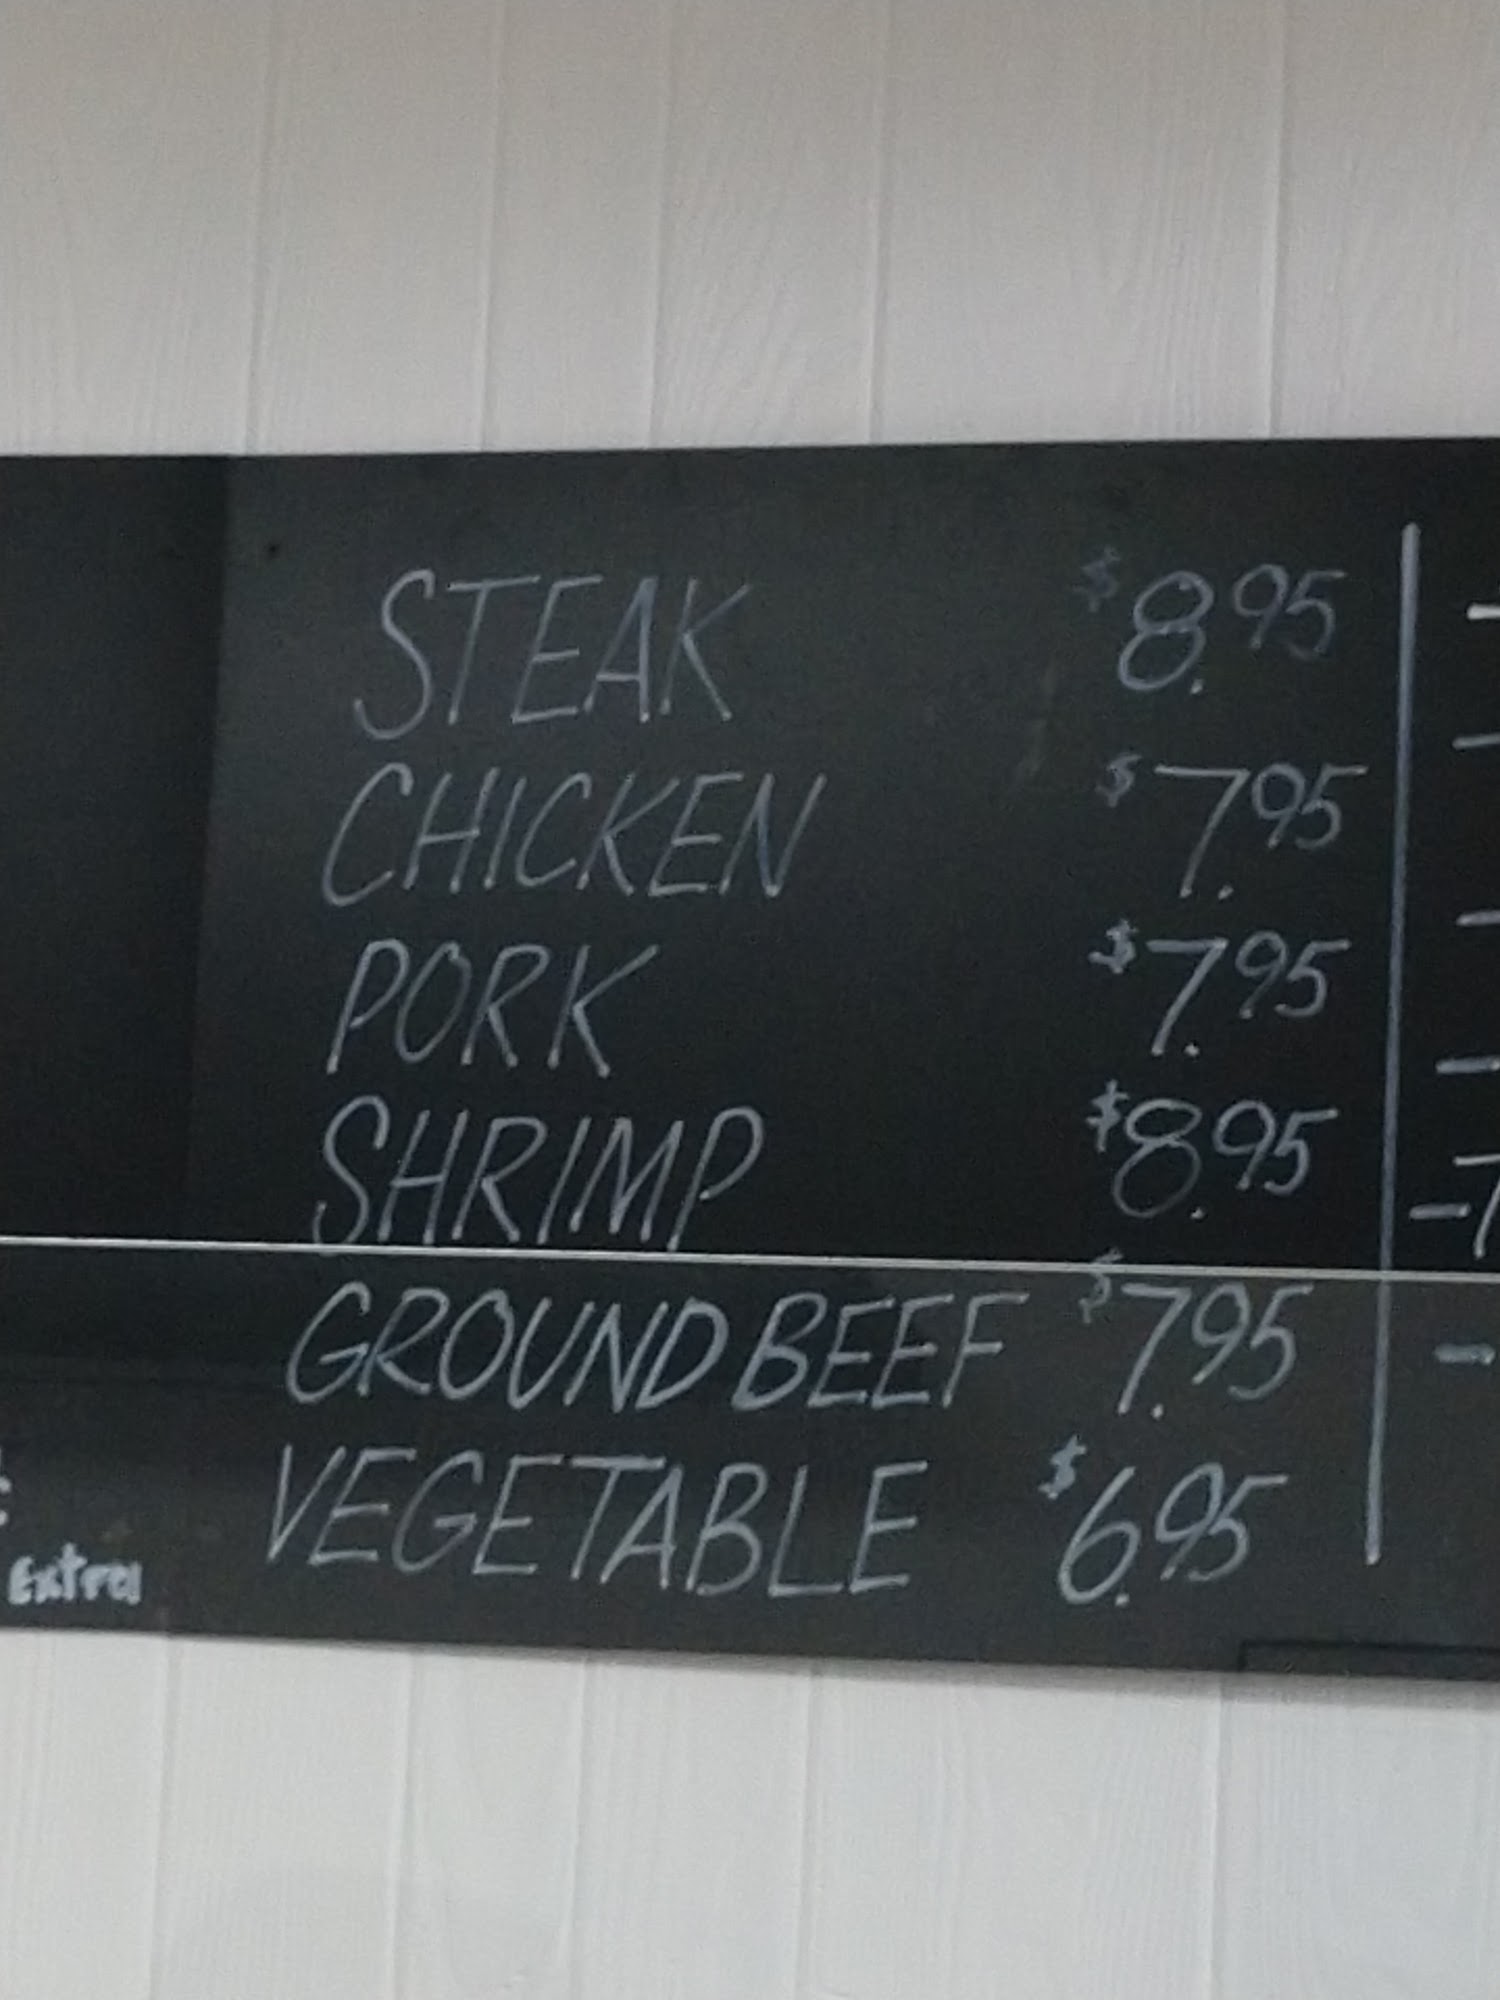 STEAK $8.95
CHICKEN $7.95
PORK $7.95
SHRIMP $8.95
GROUND BEEF $7.95
VEGETABLE $6.95
Extra